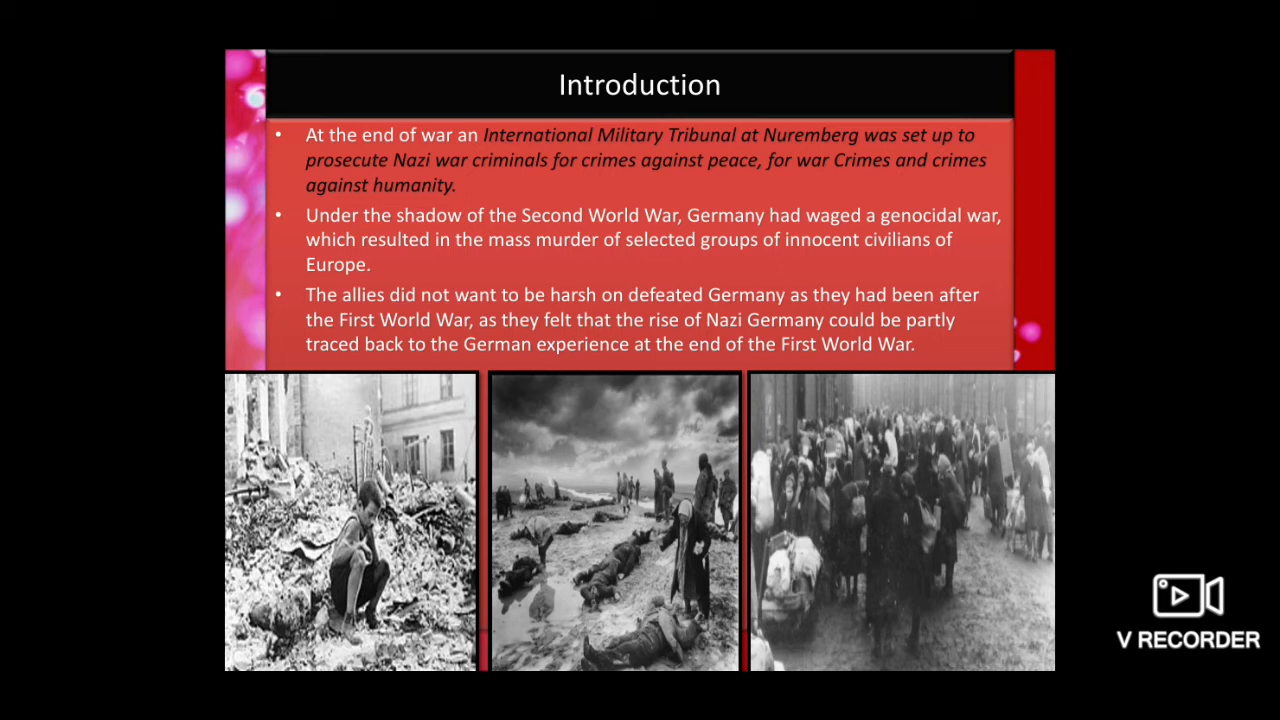 Introduction
• At the end of war an International Military Tribunal at Nuremberg was set up to
prosecute Nazi war criminals for crimes against peace, for war Crimes and crimes
against humanity.
• Under the shadow of the Second World War, Germany had waged a genocidal war,
which resulted in the mass murder of selected groups of innocent civilians of
Europe.
• The allies did not want to be harsh on defeated Germany as they had been after
the First World War, as they felt that the rise of Nazi Germany could be partly
traced back to the German experience at the end of the First World War.
V RECORDER